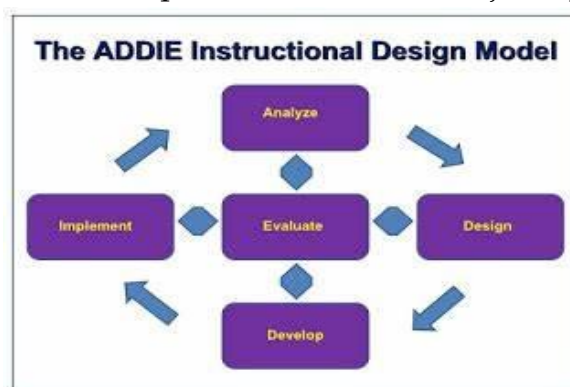 The ADDIE Instructional Design Model
Analyze
Implement
Evaluate
Design
Develop